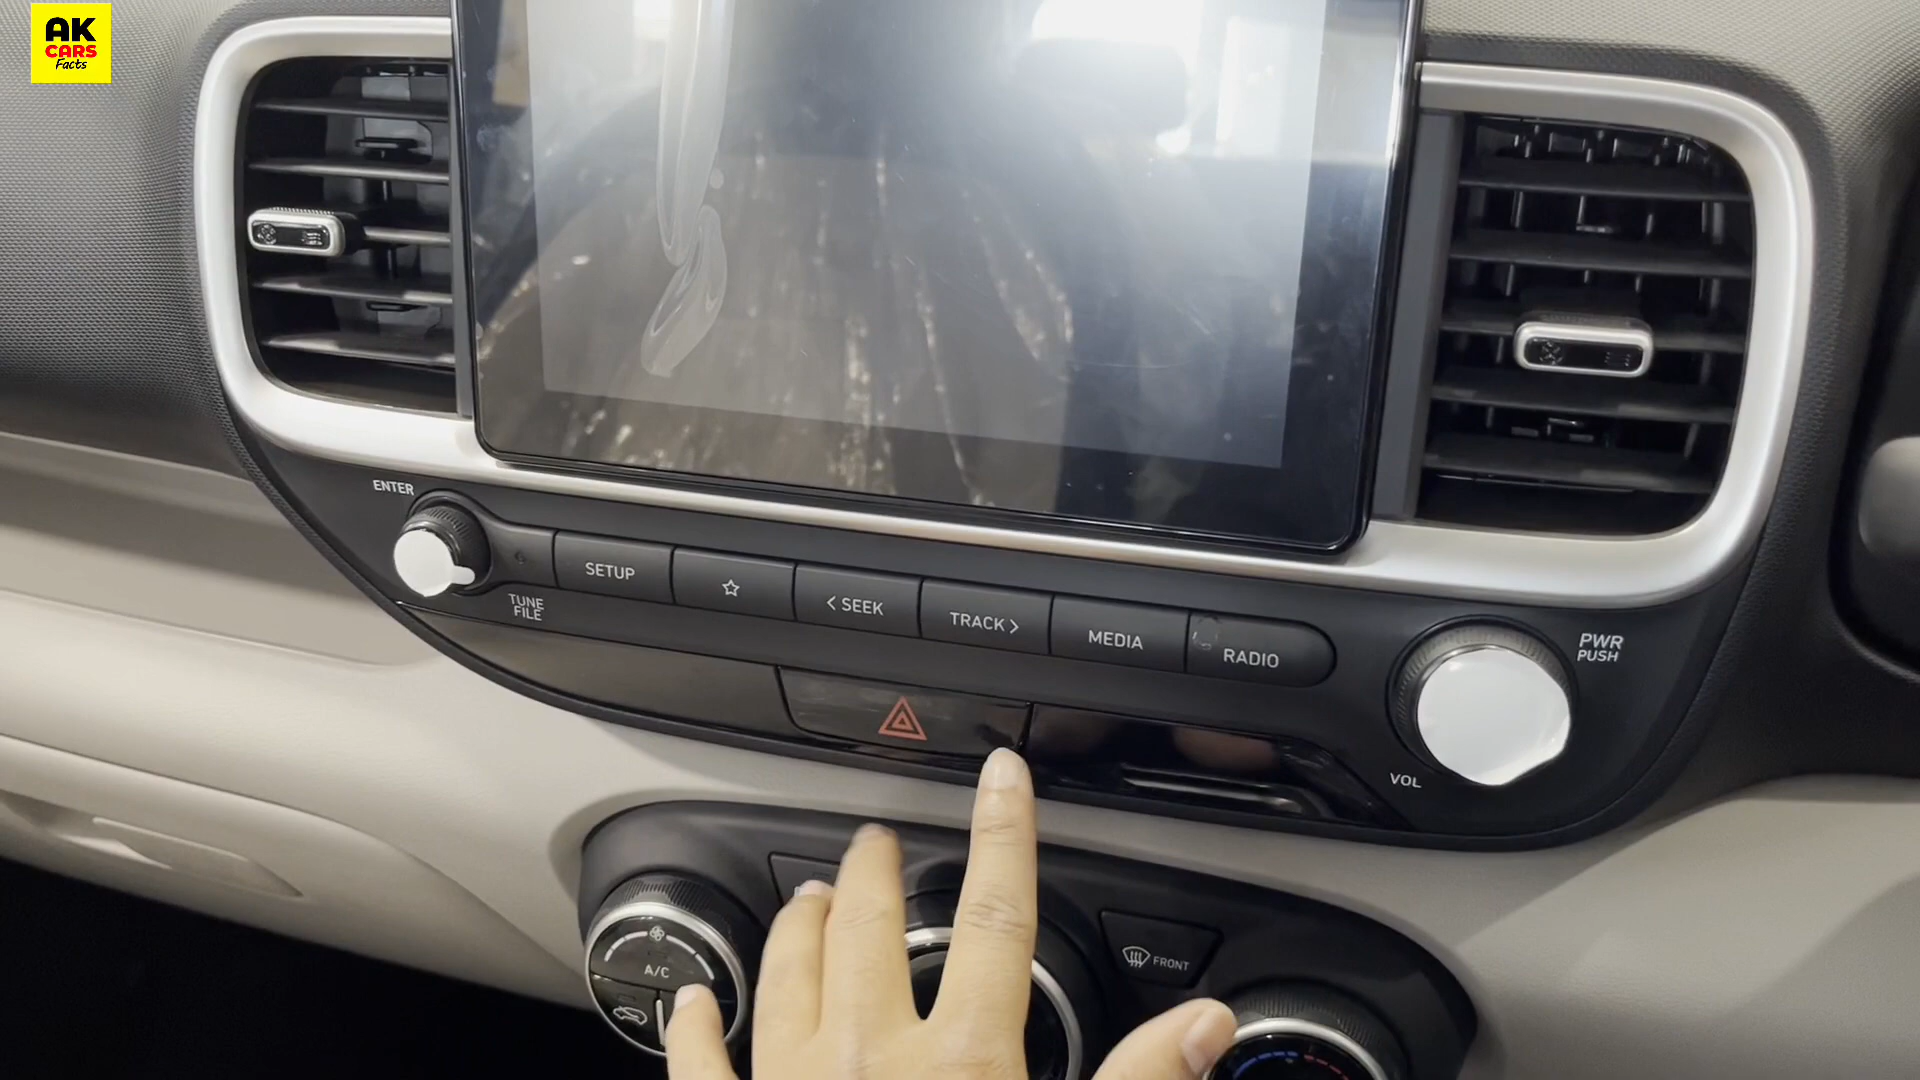 AK
CARS
Facts
ENTER
TUNE
FILE
SETUP
< SEEK
TRACK >
MEDIA
RADIO
PWR
PUSH
VOL
A/C
FRONT